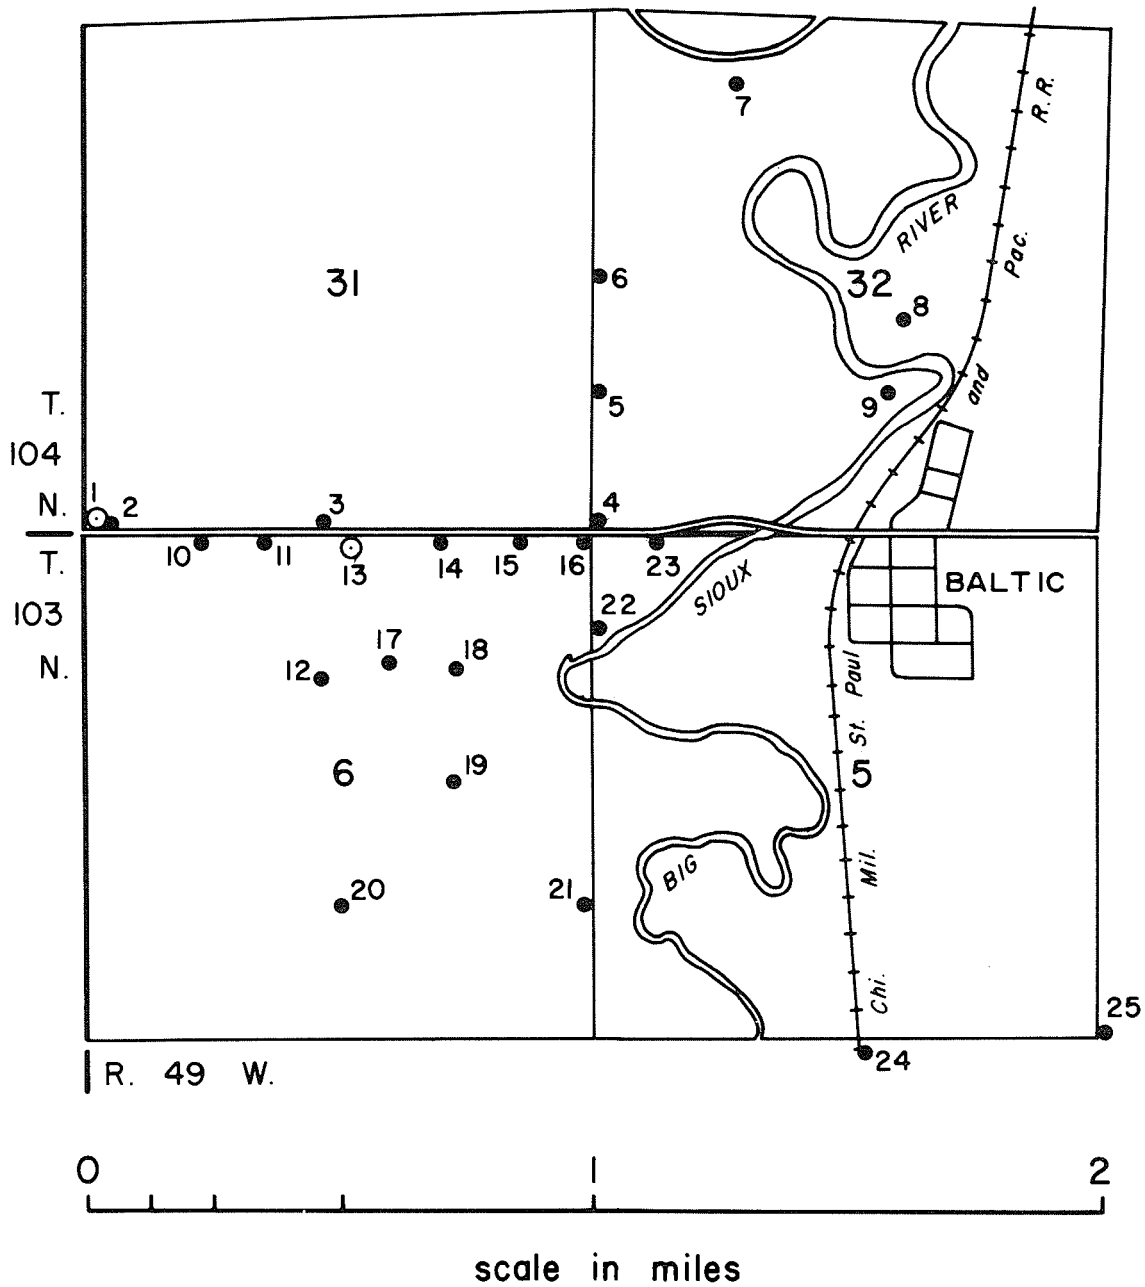 7
R.R.
RIVER
Pac.
31
6
32
8
T.
5
9
and
104
N.
1
2
3
4
T.
10
11
13
14
15
16
23
BALTIC
103
SIOUX
22
N.
12
17
18
St. Paul
6
19
5
BIG
Mil.
20
21
Chi.
25
24
R. 49 W.
0 1 2
scale in miles